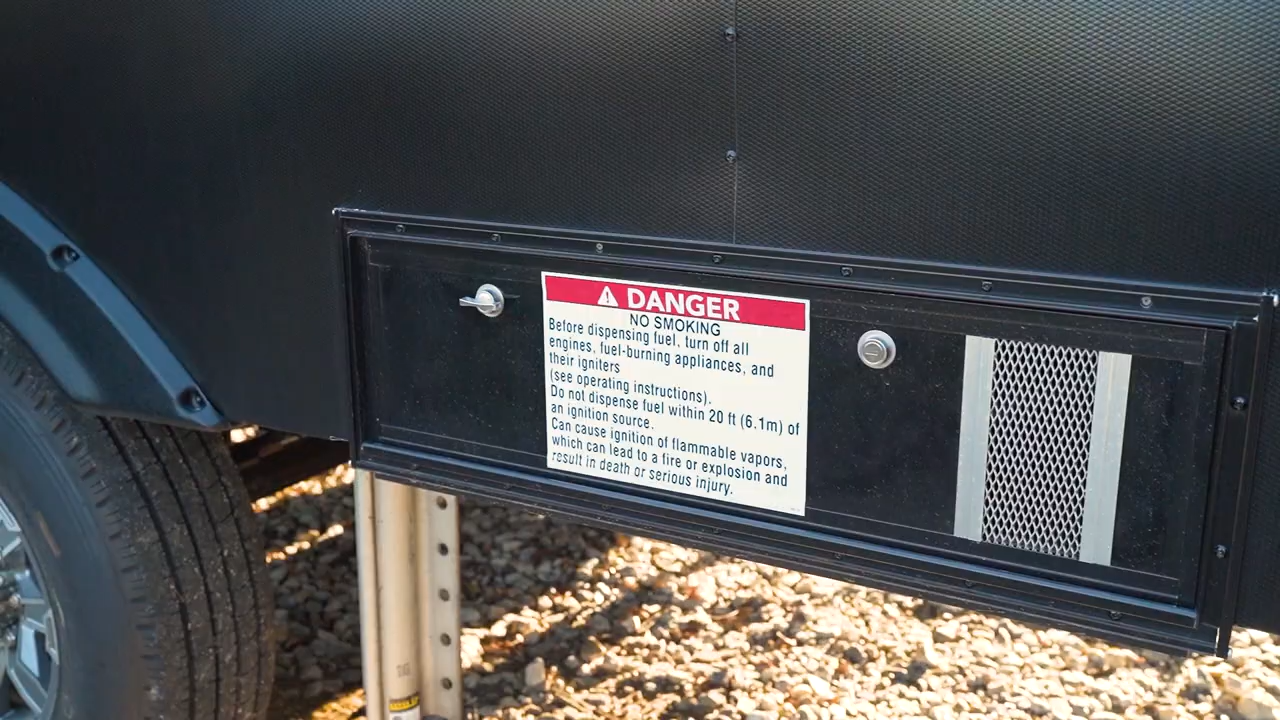 DANGER
NO SMOKING
Before dispensing fuel, turn off all
engines, fuel-burning appliances, and
their igniters
(see operating instructions).
Do not dispense fuel within 20 ft (6.1m) of
an ignition source.
Can cause ignition of flammable vapors,
which can lead to a fire or explosion and
result in death or serious injury.